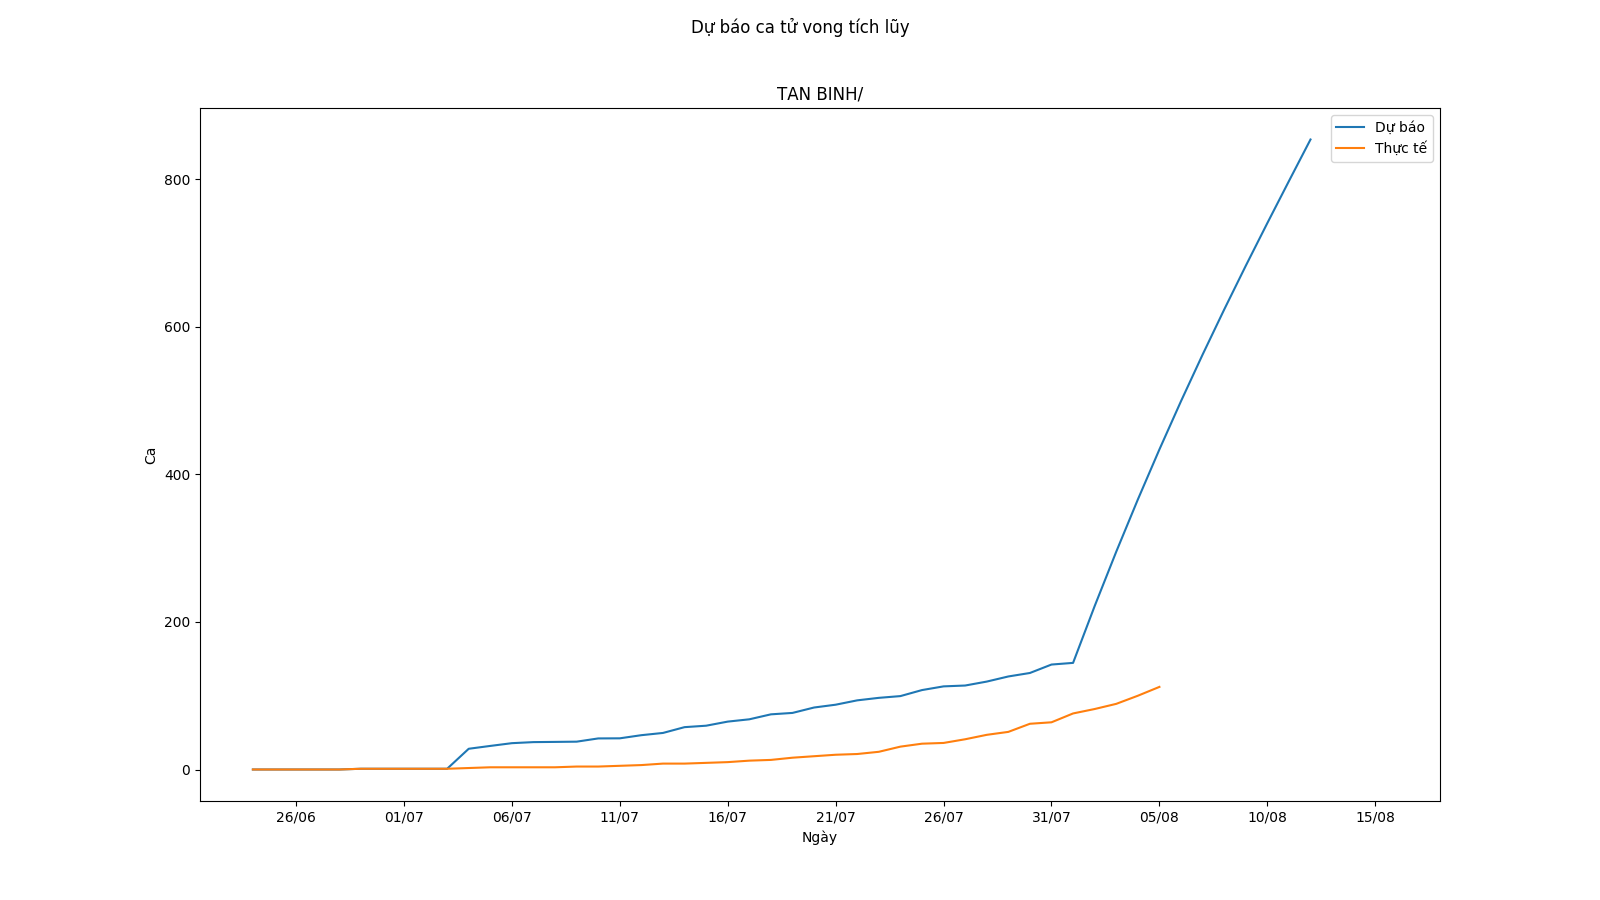 Dự báo ca tử vong tích lũy
TAN BINH/
Dự báo
Thực tế
800
600
400
200
0
Ca
26/06
01/07
06/07
11/07
16/07
21/07
26/07
31/07
05/08
10/08
15/08
Ngày